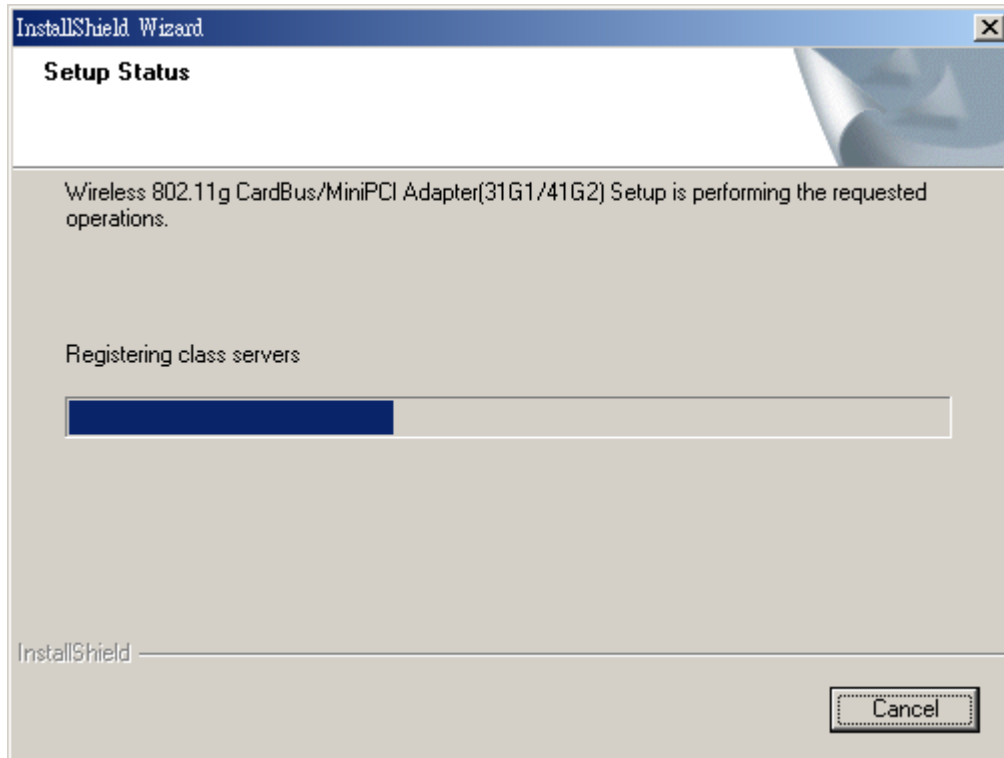 InstallShield Wizard
Setup Status
Wireless 802.11g CardBus/MiniPCI Adapter(31G1/41G2) Setup is performing the requested
operations.
Registering class servers
InstallShield
Cancel